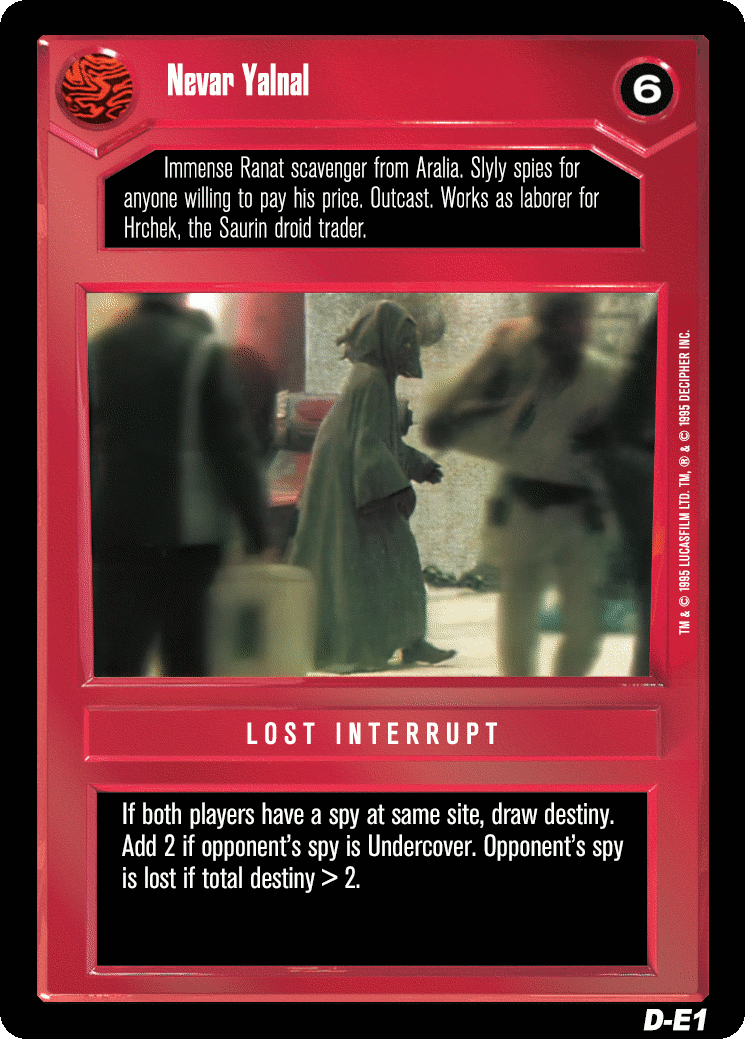 Nevar Yalnal
6
Immense Ranat scavenger from Aralia. Slyly spies for
anyone willing to pay his price. Outcast. Works as laborer for
Hrchek, the Saurin droid trader.
TM & © 1995 LUCASFILM LTD. TM, ® & © 1995 DECIPHER INC.
LOST INTERRUPT
If both players have a spy at same site, draw destiny.
Add 2 if opponent's spy is Undercover. Opponent's spy
is lost if total destiny > 2.
D-E1